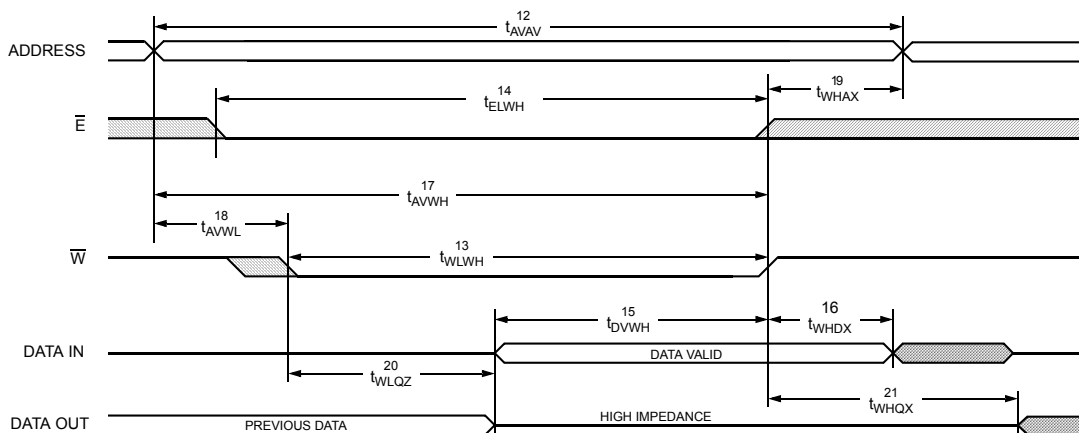 12
tAVAV
ADDRESS
19
tWHAX
14
tELWH
E
17
tAVWH
18
tAVWL
13
tWLWH
W
15
tDVWH
16
tWHDX
DATA IN
DATA VALID
20
tWLQZ
21
tWHQX
DATA OUT
PREVIOUS DATA
HIGH IMPEDANCE